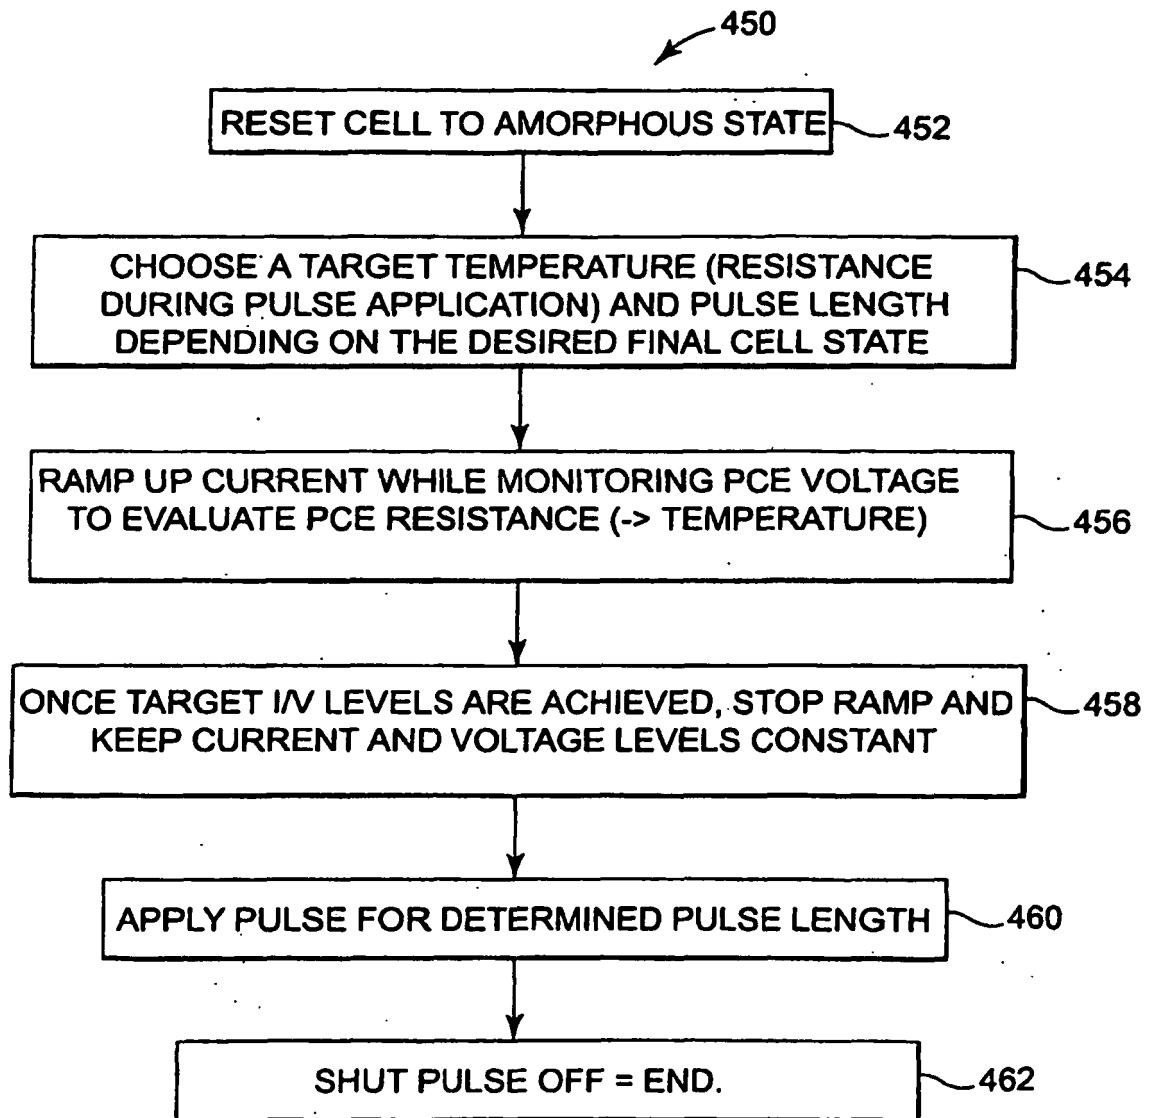 450
RESET CELL TO AMORPHOUS STATE
452
CHOOSE A TARGET TEMPERATURE (RESISTANCE
DURING PULSE APPLICATION) AND PULSE LENGTH
DEPENDING ON THE DESIRED FINAL CELL STATE
454
RAMP UP CURRENT WHILE MONITORING PCE VOLTAGE
TO EVALUATE PCE RESISTANCE (-> TEMPERATURE)
456
ONCE TARGET I/V LEVELS ARE ACHIEVED, STOP RAMP AND
KEEP CURRENT AND VOLTAGE LEVELS CONSTANT
458
APPLY PULSE FOR DETERMINED PULSE LENGTH
460
SHUT PULSE OFF = END.
462